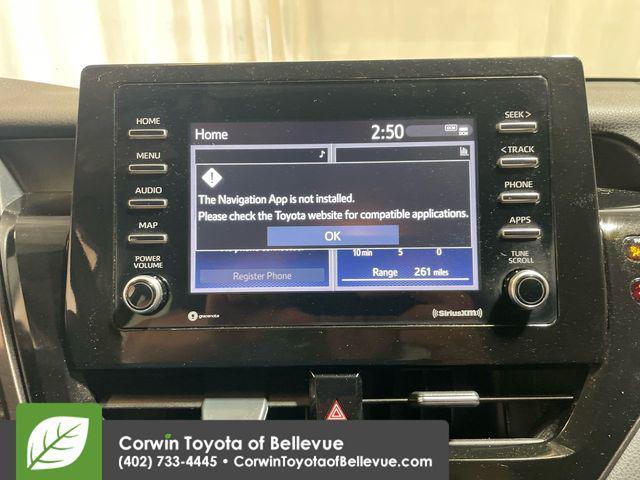 HOME
MENU
AUDIO
MAP
POWER
VOLUME
Home
2:50
DCM
The Navigation App is not installed.
Please check the Toyota website for compatible applications.
OK
10 min 5 0
Register Phone
Range 261 miles
SEEK >
< TRACK
PHONE
APPS
TUNE
SCROLL
gracenote
((SiriusXM))
Corwin Toyota of Bellevue
(402) 733-4445 • CorwinToyotaofBellevue.com